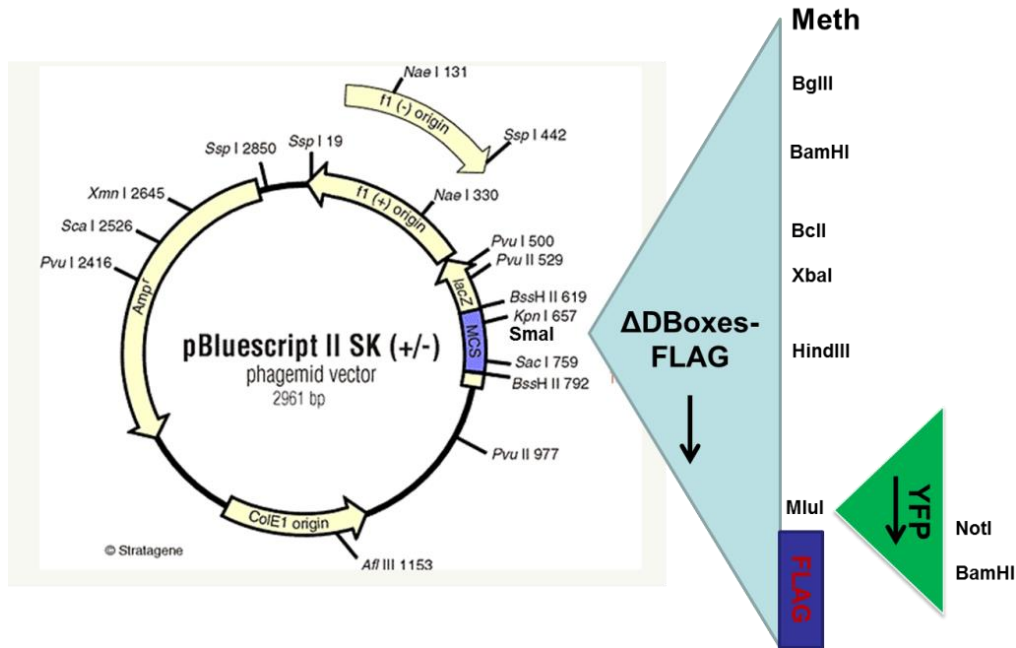 Meth
BglII
BamHI
BclI
XbaI
HindIII
MluI
FLAG
ΔDBoxes-
FLAG
YFP
NotI
BamHI
Nae I 131
f1 (-) origin
Ssp I 442
Ssp I 19
Ssp I 2850
f1 (+) origin
Nae I 330
Xmn I 2645
Sca I 2526
Pvu I 2416
Ampr
Pvu I 500
Pvu II 529
lacZ
BssH II 619
Kpn I 657
SmaI
MCS
Sac I 759
BssH II 792
pBluescript II SK (+/-)
phagemid vector
2961 bp
Pvu II 977
ColE1 origin
Afl III 1153
© Stratagene